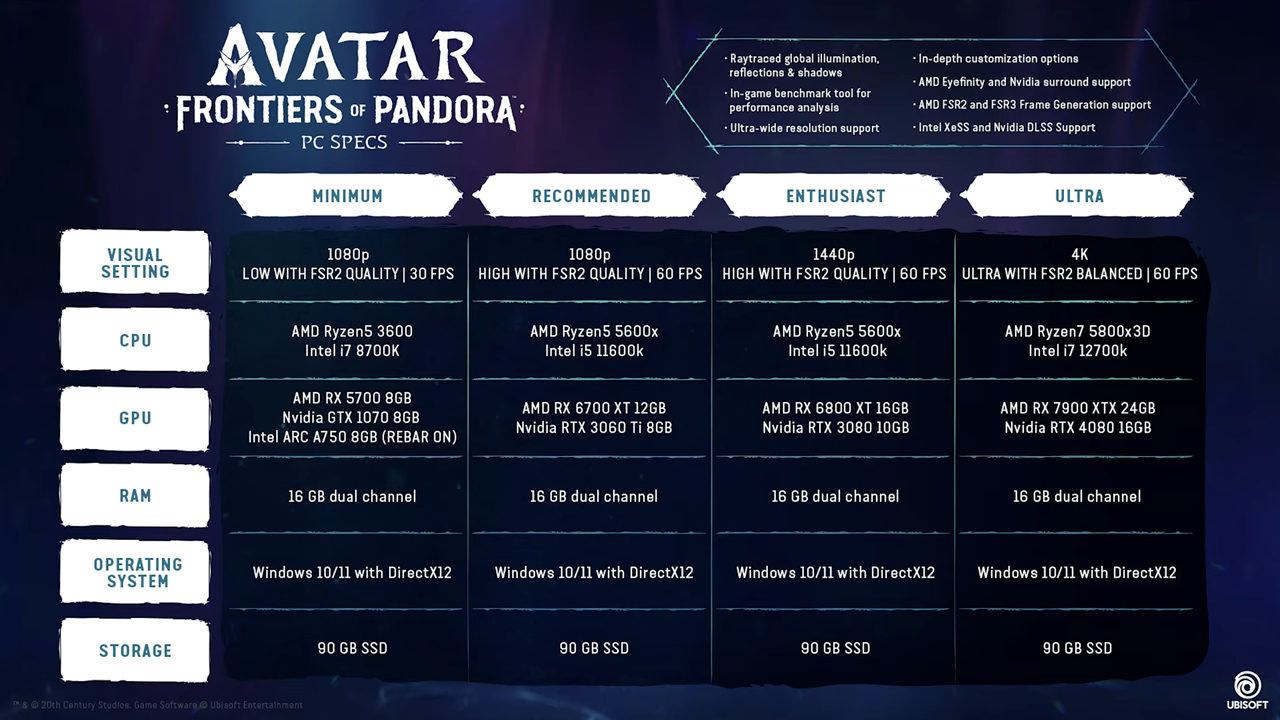 AVATAR
FRONTIERS OF PANDORA™
PC SPECS
· Raytraced global illumination,
reflections & shadows
· In-game benchmark tool for
performance analysis
· Ultra-wide resolution support
· In-depth customization options
· AMD Eyefinity and Nvidia surround support
· AMD FSR2 and FSR3 Frame Generation support
· Intel XeSS and Nvidia DLSS Support
MINIMUM RECOMMENDED ENTHUSIAST ULTRA
VISUAL
SETTING
1080p
LOW WITH FSR2 QUALITY | 30 FPS
1080p
HIGH WITH FSR2 QUALITY | 60 FPS
1440p
HIGH WITH FSR2 QUALITY | 60 FPS
4K
ULTRA WITH FSR2 BALANCED | 60 FPS
CPU
AMD Ryzen5 3600
Intel i7 8700K
AMD Ryzen5 5600x
Intel i5 11600k
AMD Ryzen5 5600x
Intel i5 11600k
AMD Ryzen7 5800x3D
Intel i7 12700k
GPU
AMD RX 5700 8GB
Nvidia GTX 1070 8GB
Intel ARC A750 8GB (REBAR ON)
AMD RX 6700 XT 12GB
Nvidia RTX 3060 Ti 8GB
AMD RX 6800 XT 16GB
Nvidia RTX 3080 10GB
AMD RX 7900 XTX 24GB
Nvidia RTX 4080 16GB
RAM
16 GB dual channel
16 GB dual channel
16 GB dual channel
16 GB dual channel
OPERATING
SYSTEM
Windows 10/11 with DirectX12
Windows 10/11 with DirectX12
Windows 10/11 with DirectX12
Windows 10/11 with DirectX12
STORAGE
90 GB SSD
90 GB SSD
90 GB SSD
90 GB SSD
™ & © 20th Century Studios. Game Software © Ubisoft Entertainment
UBISOFT